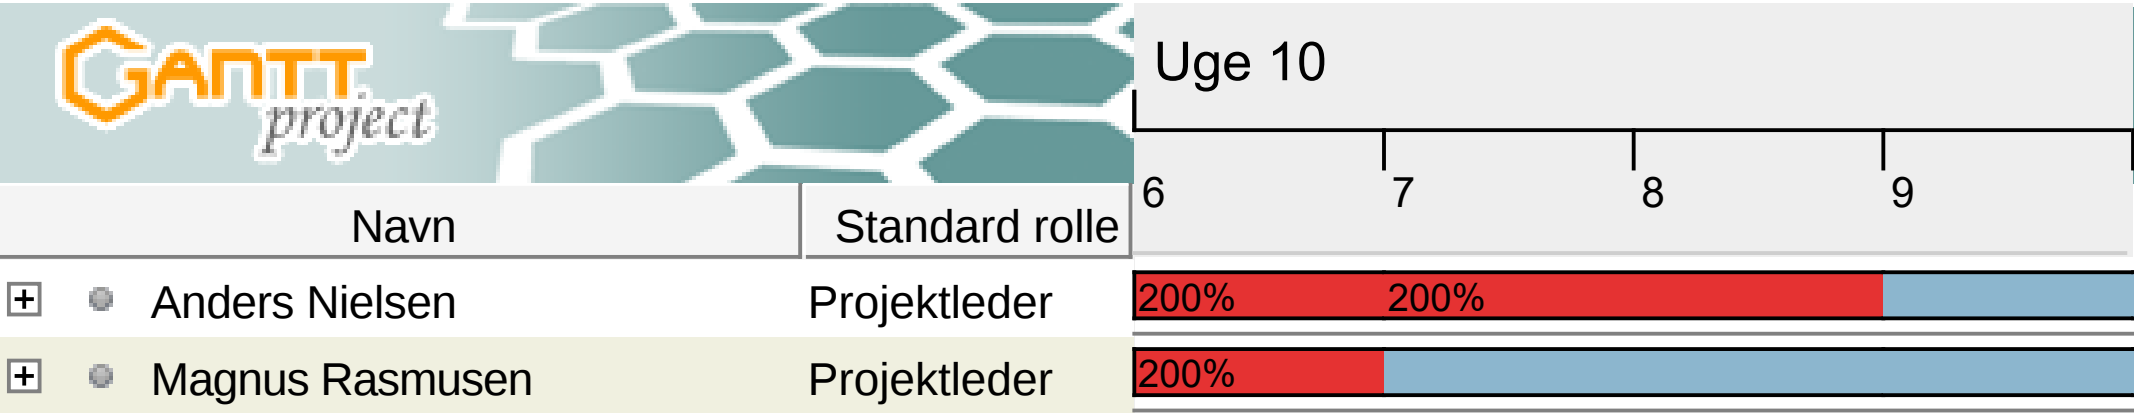 GANTT
project
Uge 10
6 7 8 9
Navn Standard rolle
Anders Nielsen Projektleder 200% 200%
Magnus Rasmusen Projektleder 200%